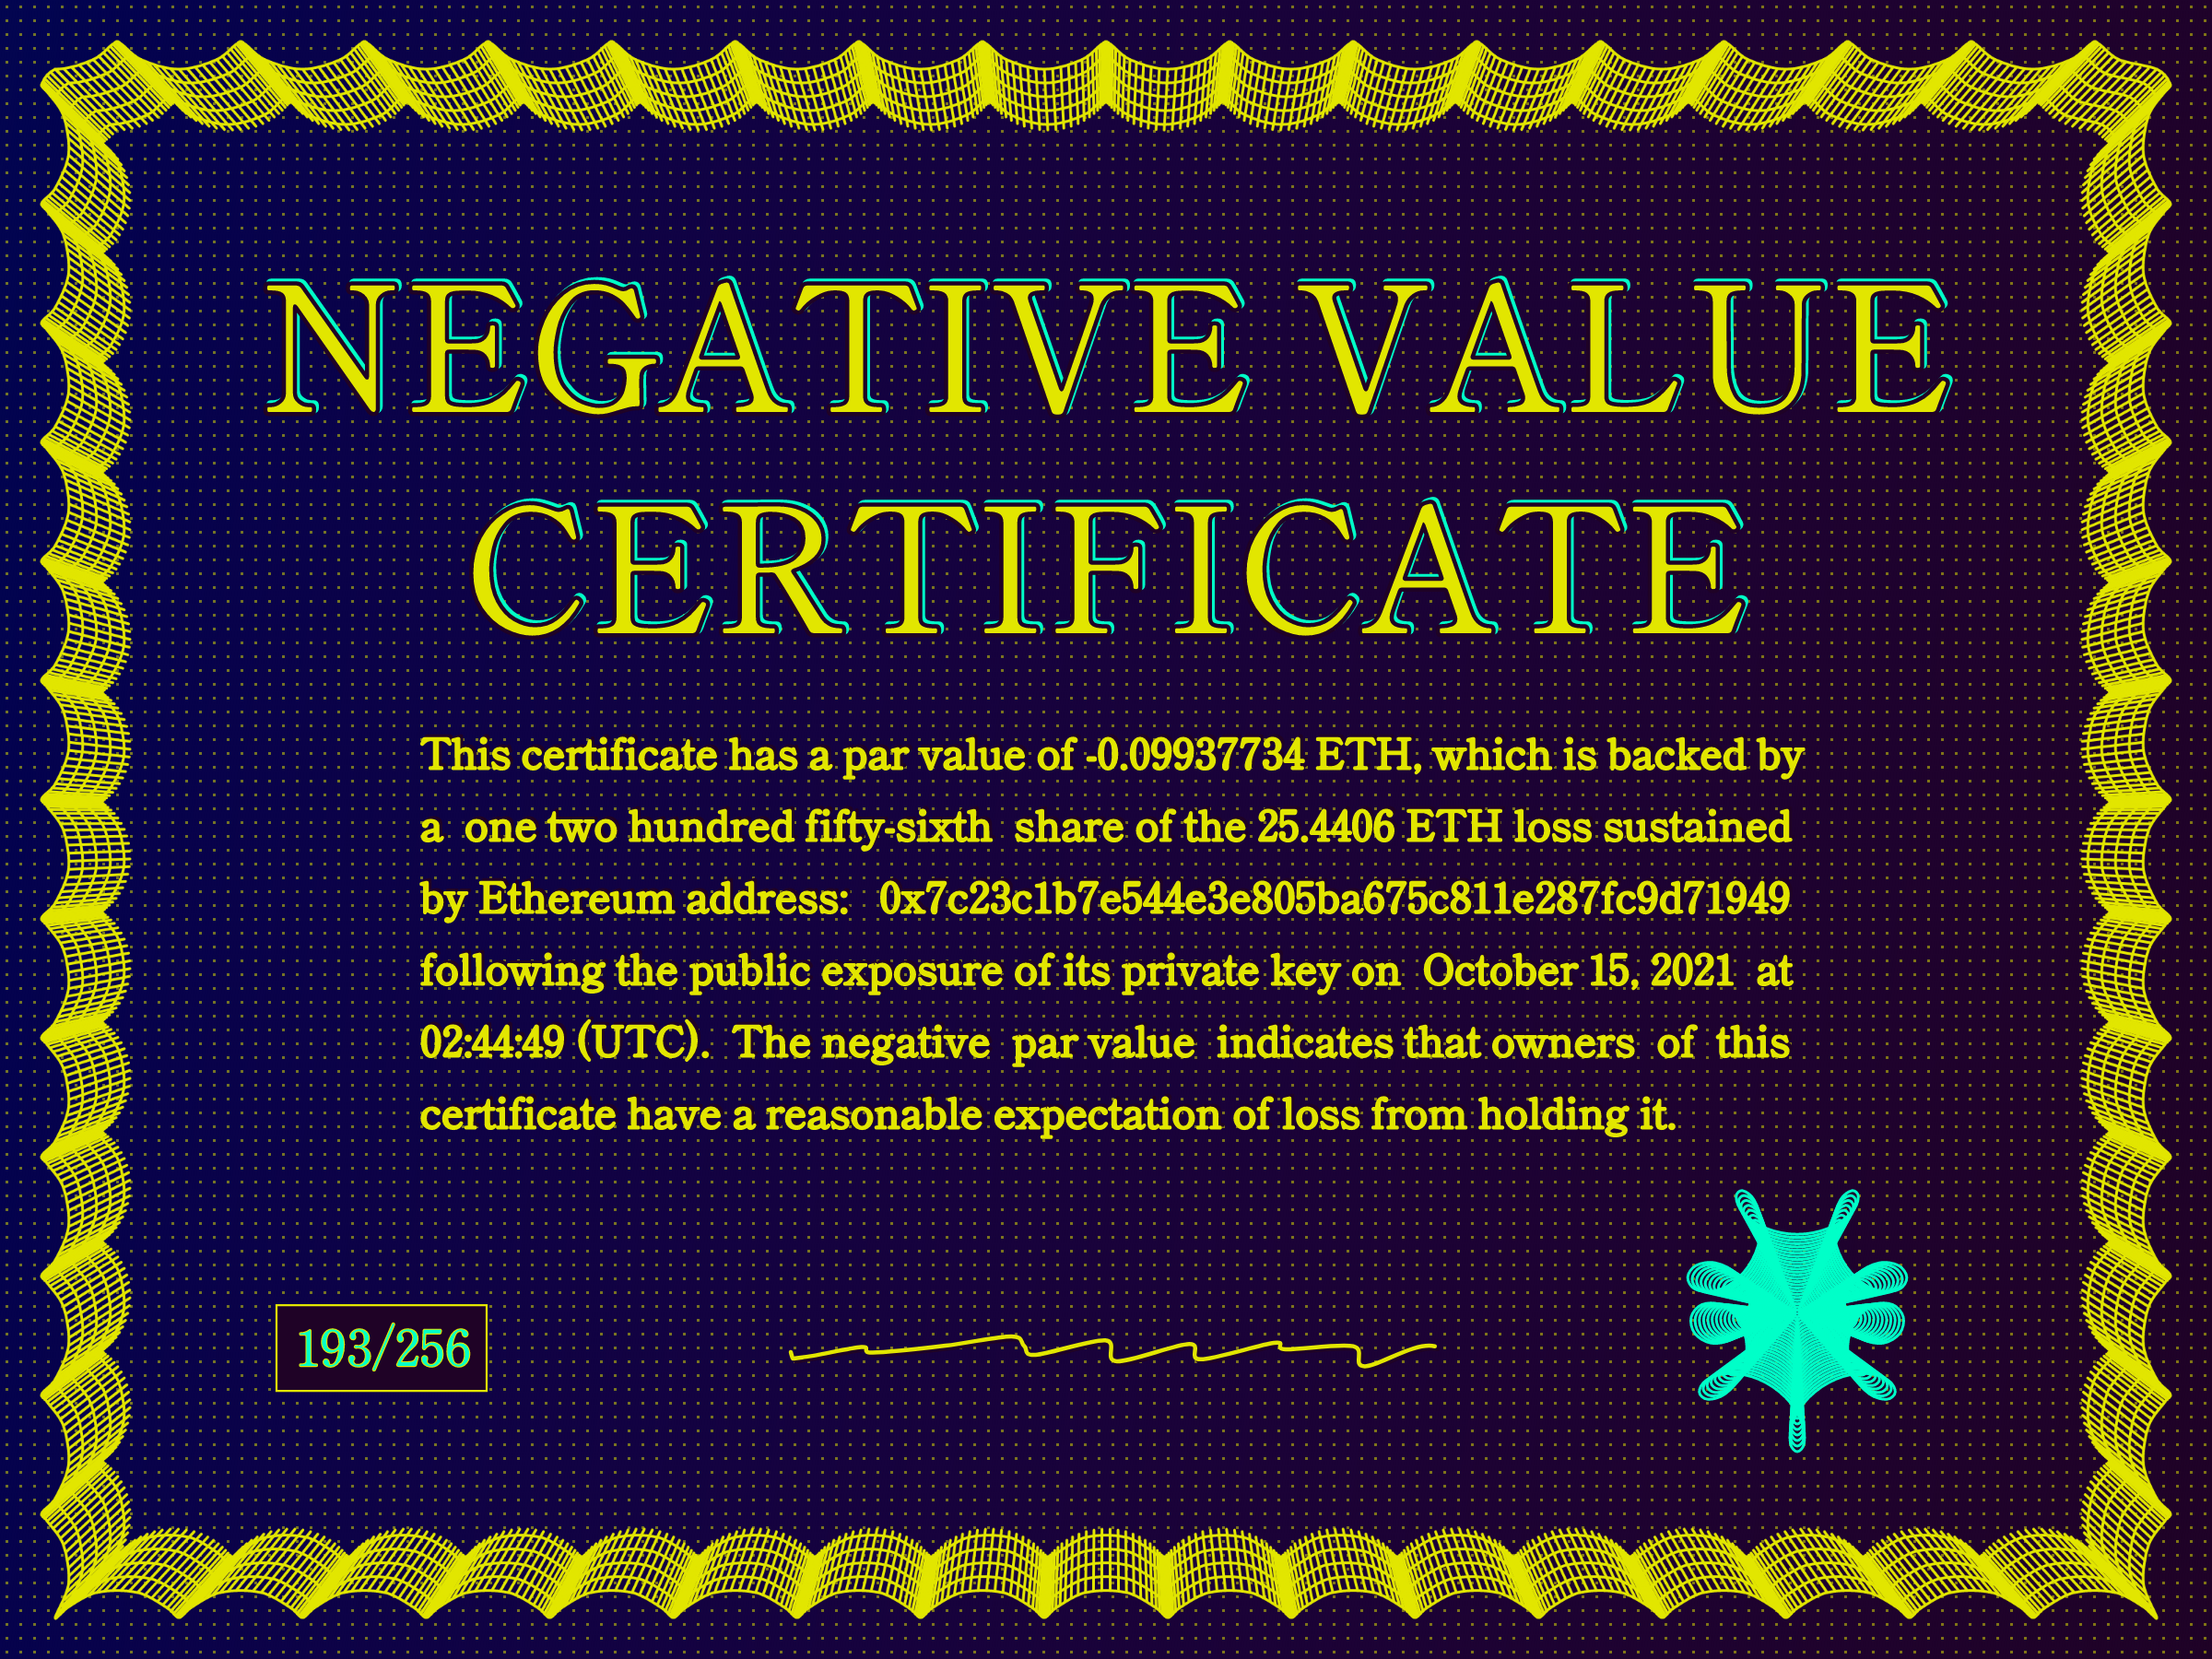 NEGATIVE VALUE
CERTIFICATE
This certificate has a par value of -0.09937734 ETH, which is backed by
a one two hundred fifty-sixth share of the 25.4406 ETH loss sustained
by Ethereum address: 0x7c23c1b7e544e3e805ba675c811e287fc9d71949
following the public exposure of its private key on October 15, 2021 at
02:44:49 (UTC). The negative par value indicates that owners of this
certificate have a reasonable expectation of loss from holding it.
193/256